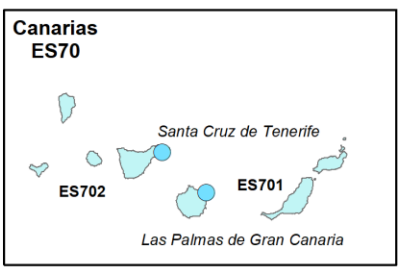 Canarias
ES70
Santa Cruz de Tenerife
ES702
ES701
Las Palmas de Gran Canaria